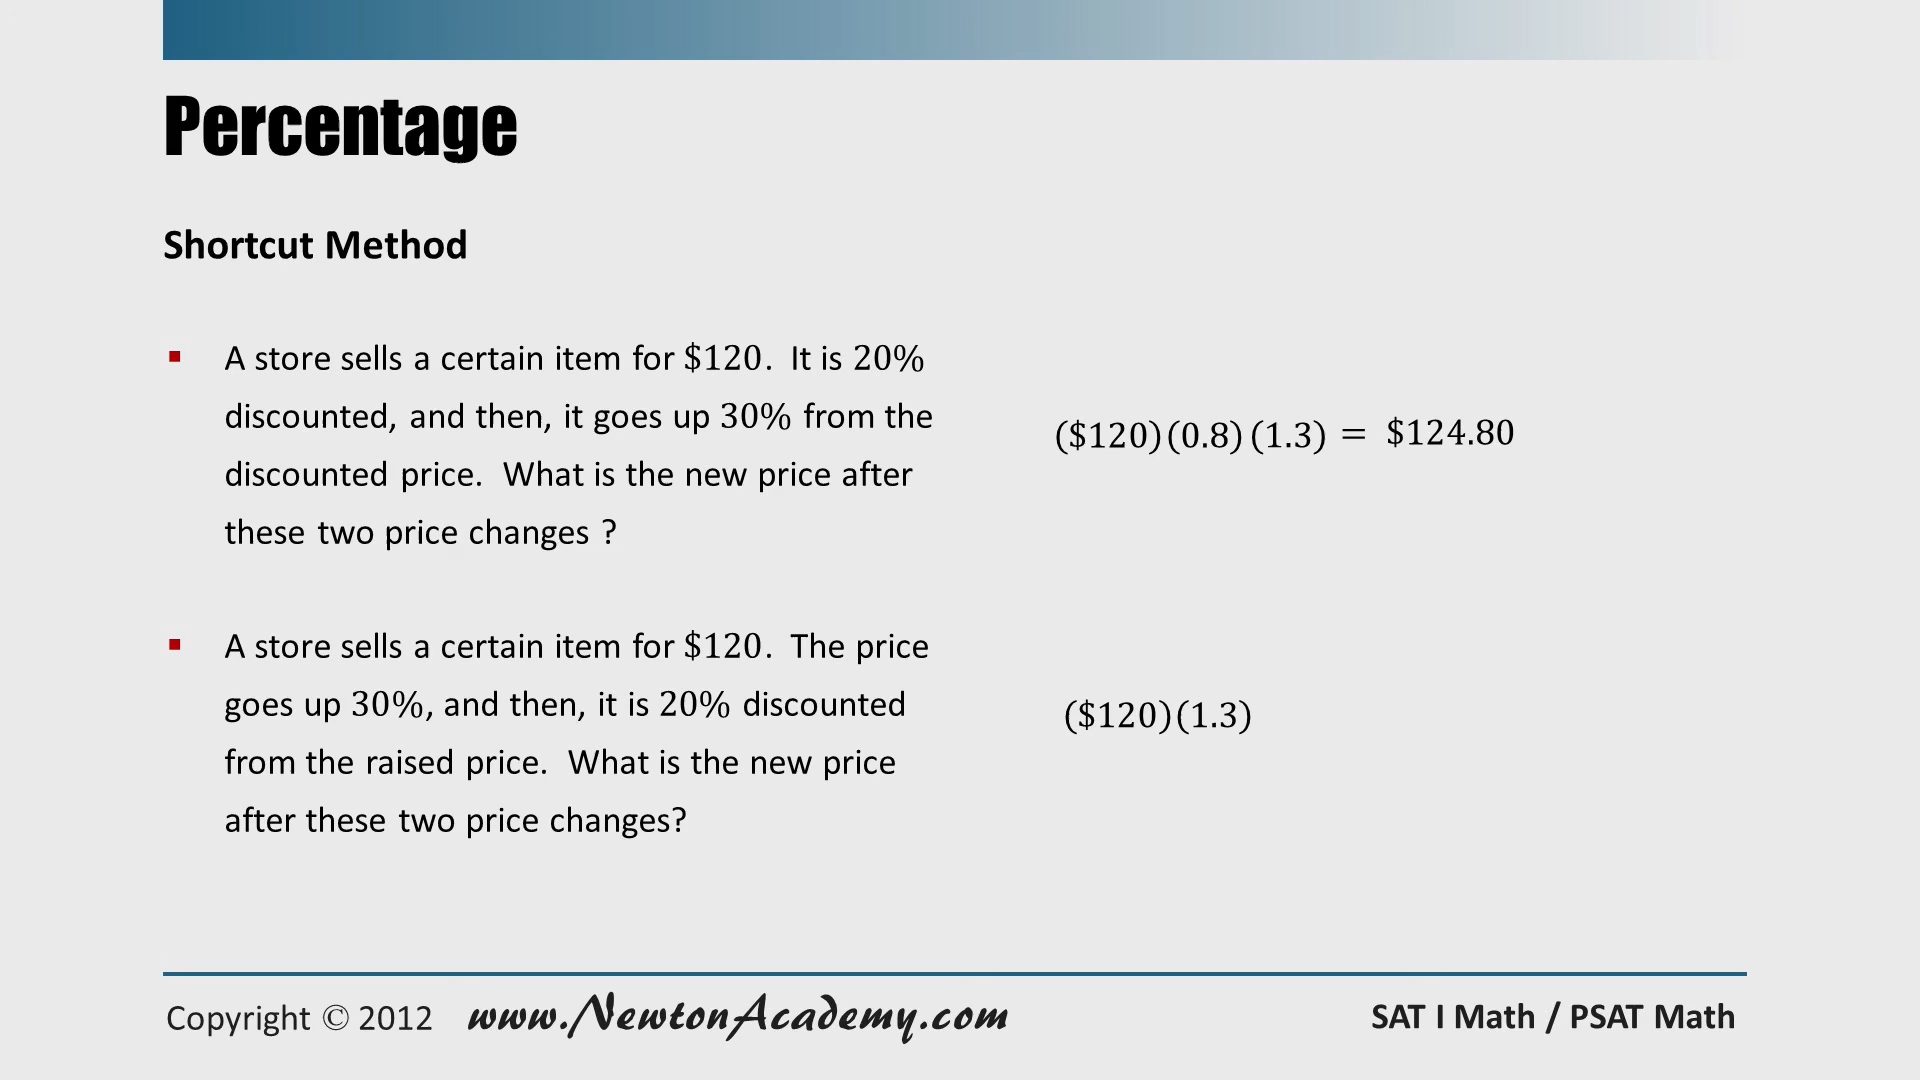 Percentage
Shortcut Method
▪ A store sells a certain item for $120. It is 20%
discounted, and then, it goes up 30% from the
discounted price. What is the new price after
these two price changes ?
($120)(0.8)(1.3) = $124.80
▪ A store sells a certain item for $120. The price
goes up 30%, and then, it is 20% discounted
from the raised price. What is the new price
after these two price changes?
($120)(1.3)
Copyright © 2012 www.NewtonAcademy.com SAT I Math / PSAT Math